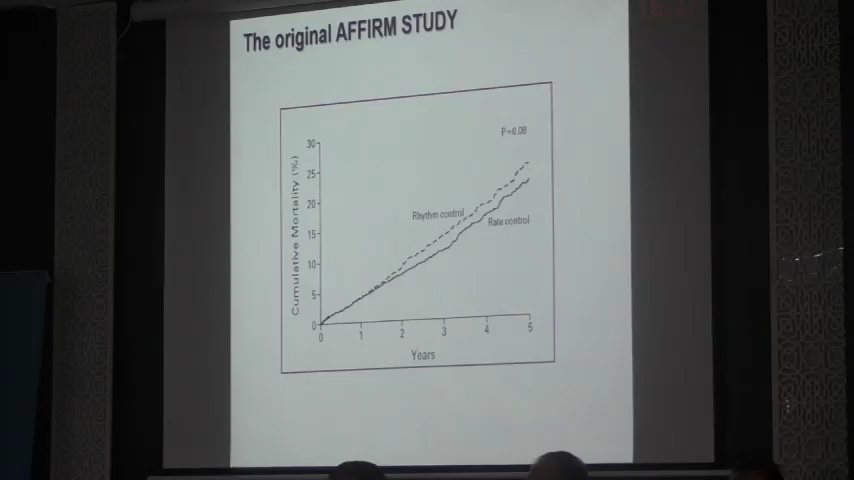 The original AFFIRM STUDY
P=0.08
30
25
20
15
10
5
0
Cumulative Mortality (%)
Rhythm control
Rate control
0 1 2 3 4 5
Years